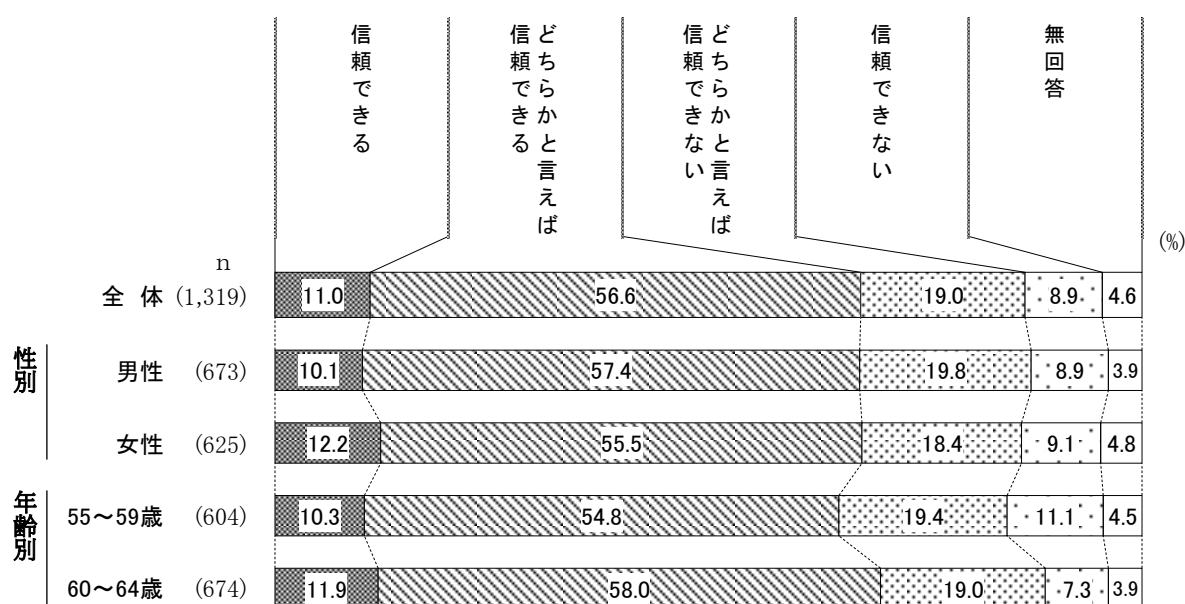 信頼できる
どちらかと言えば
信頼できる
どちらかと言えば
信頼できない
信頼できない
無回答
(%)
n
全 体 (1,319) 11.0 56.6 19.0 8.9 4.6
性別
男性 (673) 10.1 57.4 19.8 8.9 3.9
女性 (625) 12.2 55.5 18.4 9.1 4.8
年齢別
55～59歳 (604) 10.3 54.8 19.4 11.1 4.5
60～64歳 (674) 11.9 58.0 19.0 7.3 3.9